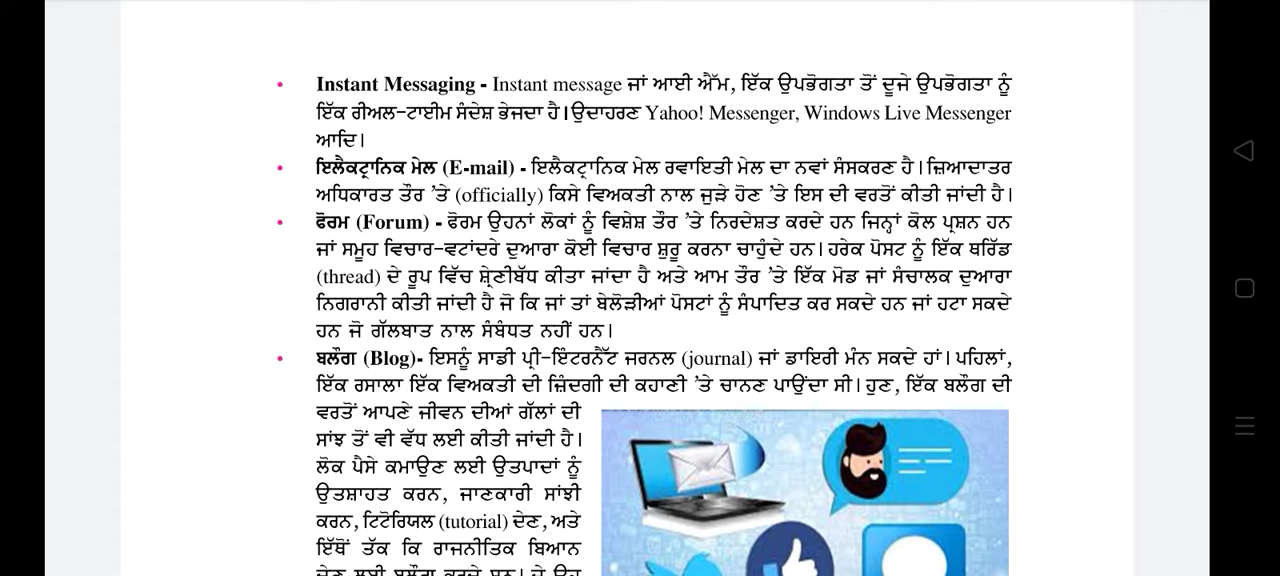 • Instant Messaging - Instant message ਜਾਂ ਆਈ ਐੱਮ, ਇੱਕ ਉਪਭੋਗਤਾ ਤੋਂ ਦੂਜੇ ਉਪਭੋਗਤਾ ਨੂੰ
ਇੱਕ ਰੀਅਲ-ਟਾਈਮ ਸੰਦੇਸ਼ ਭੇਜਦਾ ਹੈ। ਉਦਾਹਰਣ Yahoo! Messenger, Windows Live Messenger
ਆਦਿ।
• ਇਲੈਕਟ੍ਰਾਨਿਕ ਮੇਲ (E-mail) - ਇਲੈਕਟ੍ਰਾਨਿਕ ਮੇਲ ਰਵਾਇਤੀ ਮੇਲ ਦਾ ਨਵਾਂ ਸੰਸਕਰਣ ਹੈ। ਜ਼ਿਆਦਾਤਰ
ਅਧਿਕਾਰਤ ਤੌਰ 'ਤੇ (officially) ਕਿਸੇ ਵਿਅਕਤੀ ਨਾਲ ਜੁੜੇ ਹੋਣ 'ਤੇ ਇਸ ਦੀ ਵਰਤੋਂ ਕੀਤੀ ਜਾਂਦੀ ਹੈ।
• ਫੋਰਮ (Forum) - ਫੋਰਮ ਉਹਨਾਂ ਲੋਕਾਂ ਨੂੰ ਵਿਸ਼ੇਸ਼ ਤੌਰ 'ਤੇ ਨਿਰਦੇਸ਼ਤ ਕਰਦੇ ਹਨ ਜਿਨ੍ਹਾਂ ਕੋਲ ਪ੍ਰਸ਼ਨ ਹਨ
ਜਾਂ ਸਮੂਹ ਵਿਚਾਰ-ਵਟਾਂਦਰੇ ਦੁਆਰਾ ਕੋਈ ਵਿਚਾਰ ਸ਼ੁਰੂ ਕਰਨਾ ਚਾਹੁੰਦੇ ਹਨ। ਹਰੇਕ ਪੋਸਟ ਨੂੰ ਇੱਕ ਥਰਿੱਡ
(thread) ਦੇ ਰੂਪ ਵਿੱਚ ਸ਼੍ਰੇਣੀਬੱਧ ਕੀਤਾ ਜਾਂਦਾ ਹੈ ਅਤੇ ਆਮ ਤੌਰ 'ਤੇ ਇੱਕ ਮੋਡ ਜਾਂ ਸੰਚਾਲਕ ਦੁਆਰਾ
ਨਿਗਰਾਨੀ ਕੀਤੀ ਜਾਂਦੀ ਹੈ ਜੋ ਕਿ ਜਾਂ ਤਾਂ ਬੇਲੋੜੀਆਂ ਪੋਸਟਾਂ ਨੂੰ ਸੰਪਾਦਿਤ ਕਰ ਸਕਦੇ ਹਨ ਜਾਂ ਹਟਾ ਸਕਦੇ
ਹਨ ਜੋ ਗੱਲਬਾਤ ਨਾਲ ਸੰਬੰਧਤ ਨਹੀਂ ਹਨ।
• ਬਲੌਗ (Blog)- ਇਸਨੂੰ ਸਾਡੀ ਪ੍ਰੀ-ਇੰਟਰਨੈੱਟ ਜਰਨਲ (journal) ਜਾਂ ਡਾਇਰੀ ਮੰਨ ਸਕਦੇ ਹਾਂ। ਪਹਿਲਾਂ,
ਇੱਕ ਰਸਾਲਾ ਇੱਕ ਵਿਅਕਤੀ ਦੀ ਜ਼ਿੰਦਗੀ ਦੀ ਕਹਾਣੀ 'ਤੇ ਚਾਨਣ ਪਾਉਂਦਾ ਸੀ। ਹੁਣ, ਇੱਕ ਬਲੌਗ ਦੀ
ਵਰਤੋਂ ਆਪਣੇ ਜੀਵਨ ਦੀਆਂ ਗੱਲਾਂ ਦੀ
ਸਾਂਝ ਤੋਂ ਵੀ ਵੱਧ ਲਈ ਕੀਤੀ ਜਾਂਦੀ ਹੈ।
ਲੋਕ ਪੈਸੇ ਕਮਾਉਣ ਲਈ ਉਤਪਾਦਾਂ ਨੂੰ
ਉਤਸ਼ਾਹਤ ਕਰਨ, ਜਾਣਕਾਰੀ ਸਾਂਝੀ
ਕਰਨ, ਟਿਟੋਰਿਯਲ (tutorial) ਦੇਣ, ਅਤੇ
ਇੱਥੋਂ ਤੱਕ ਕਿ ਰਾਜਨੀਤਿਕ ਬਿਆਨ